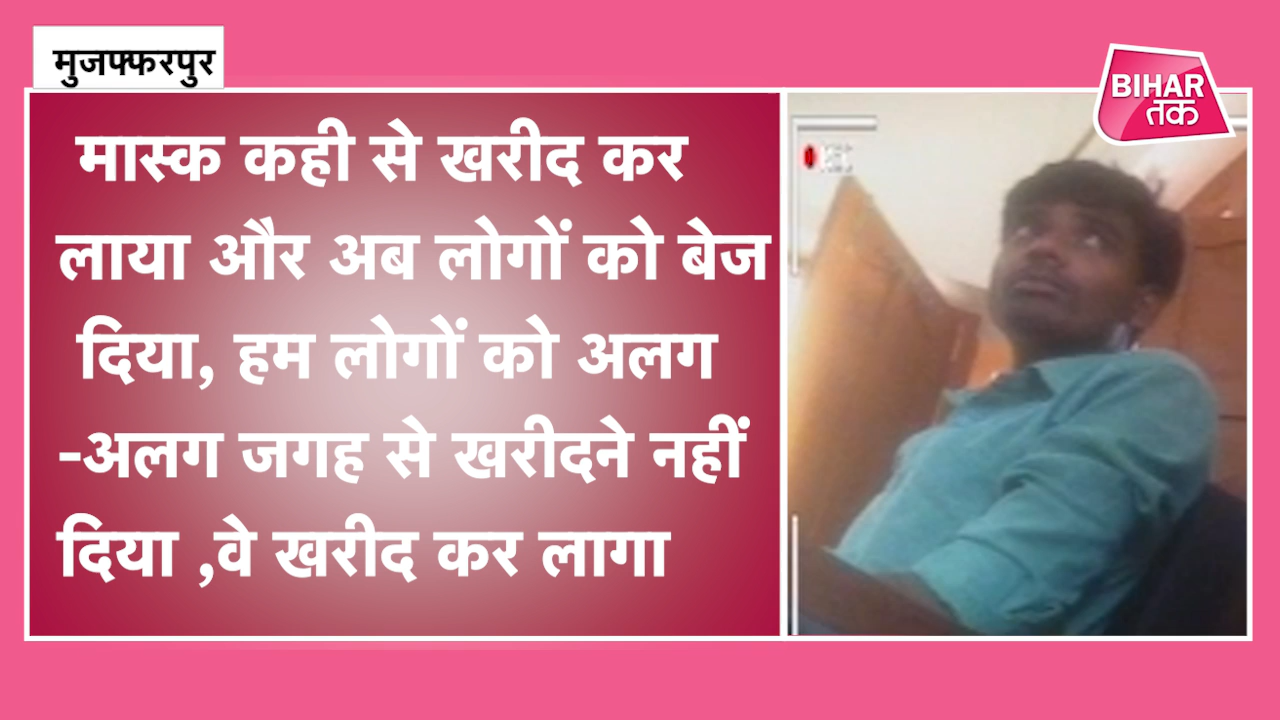 मुजफ्फरपुर
BIHAR
तक
मास्क कही से खरीद कर
लाया और अब लोगों को बेज
दिया, हम लोगों को अलग
-अलग जगह से खरीदने नहीं
दिया ,वे खरीद कर लागा